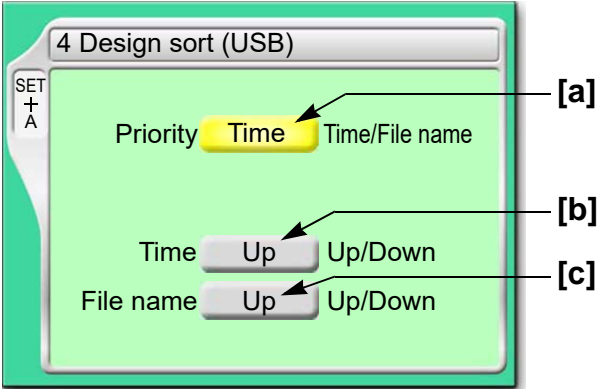 4 Design sort (USB)
SET
+
A
[a]
Priority Time Time/File name
[b]
Time Up Up/Down
[c]
File name Up Up/Down